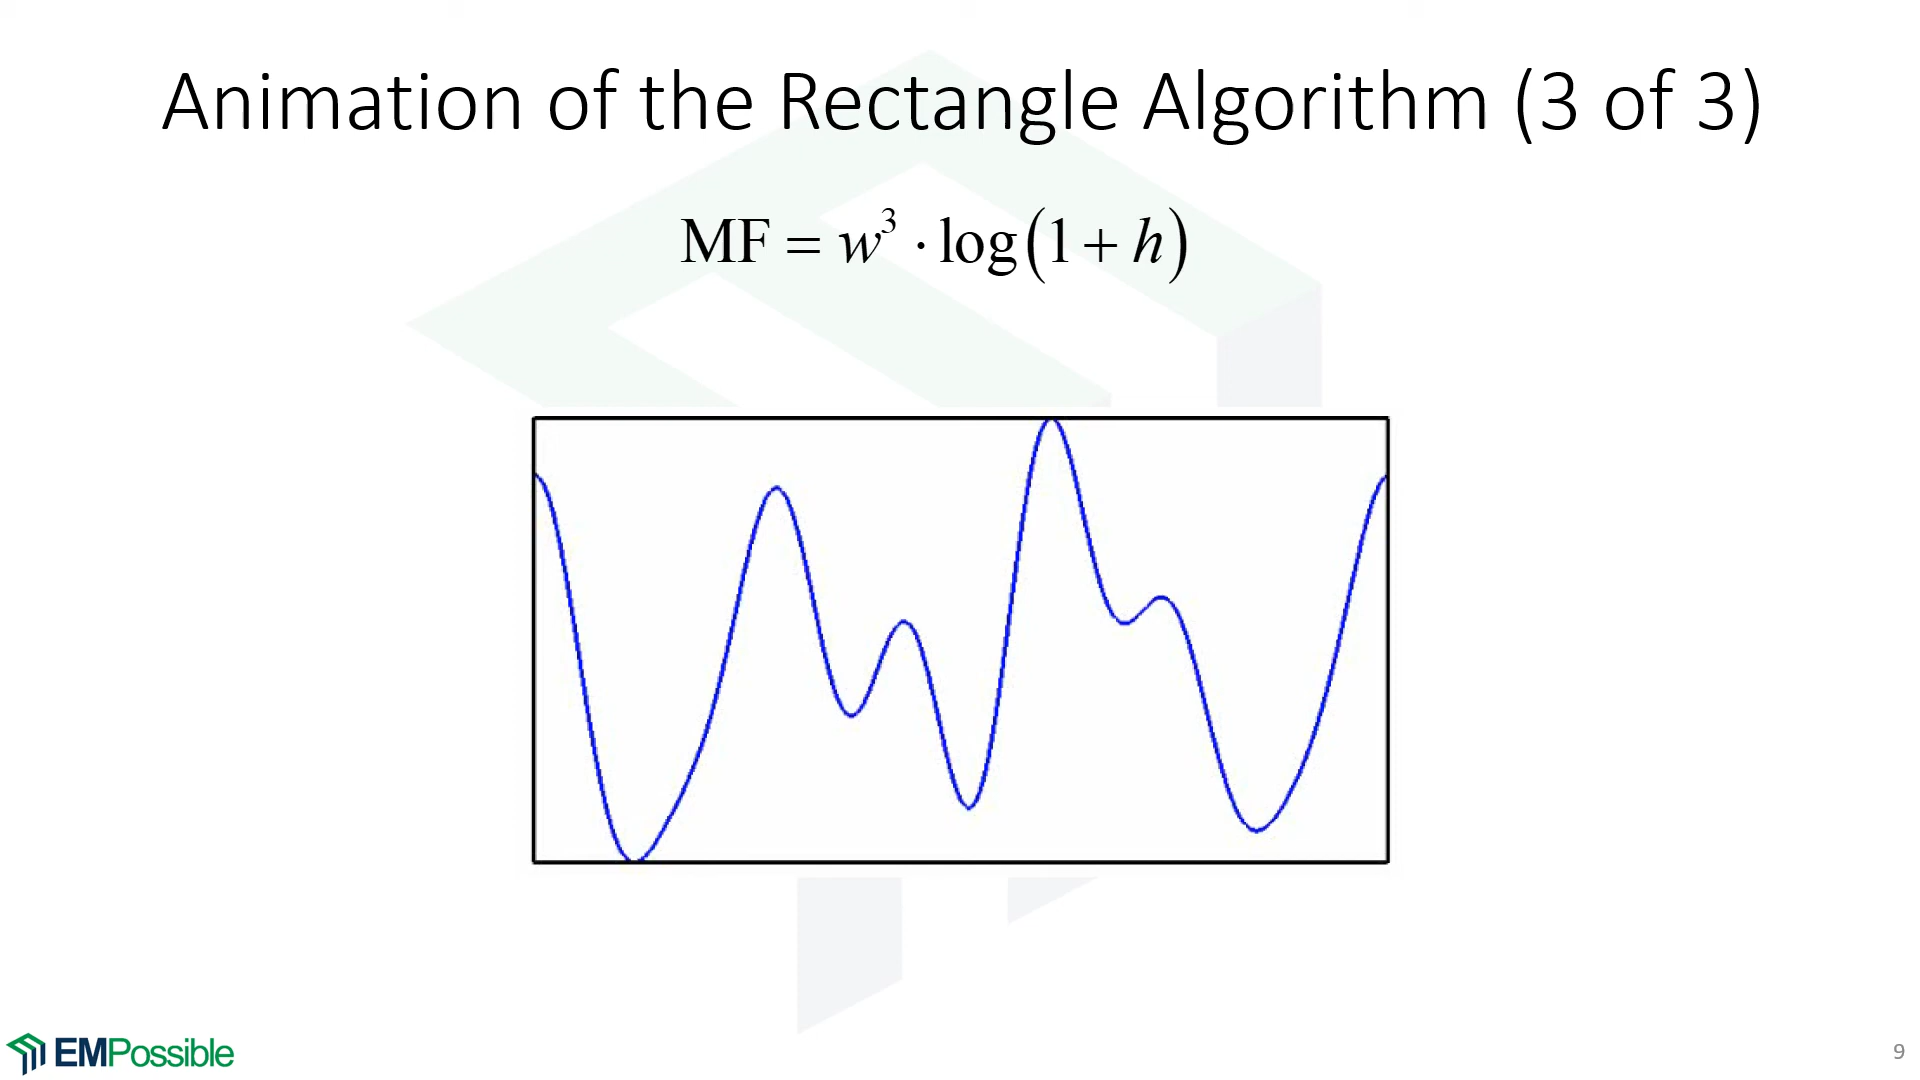 Animation of the Rectangle Algorithm (3 of 3)
MF = w³ · log(1 + h)
EMPossible
9